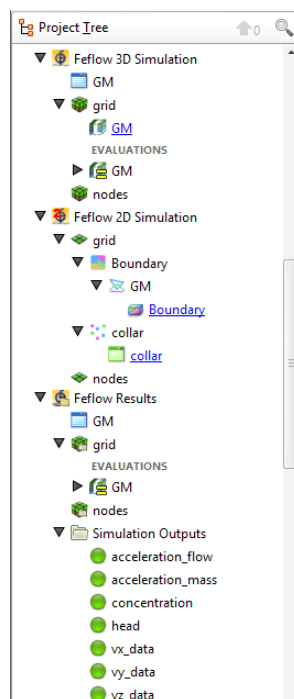 Project Tree
0
Feflow 3D Simulation
GM
grid
GM
EVALUATIONS
GM
nodes
Feflow 2D Simulation
grid
Boundary
GM
Boundary
collar
collar
nodes
Feflow Results
GM
grid
EVALUATIONS
GM
nodes
Simulation Outputs
acceleration_flow
acceleration_mass
concentration
head
vx_data
vy_data
vz_data